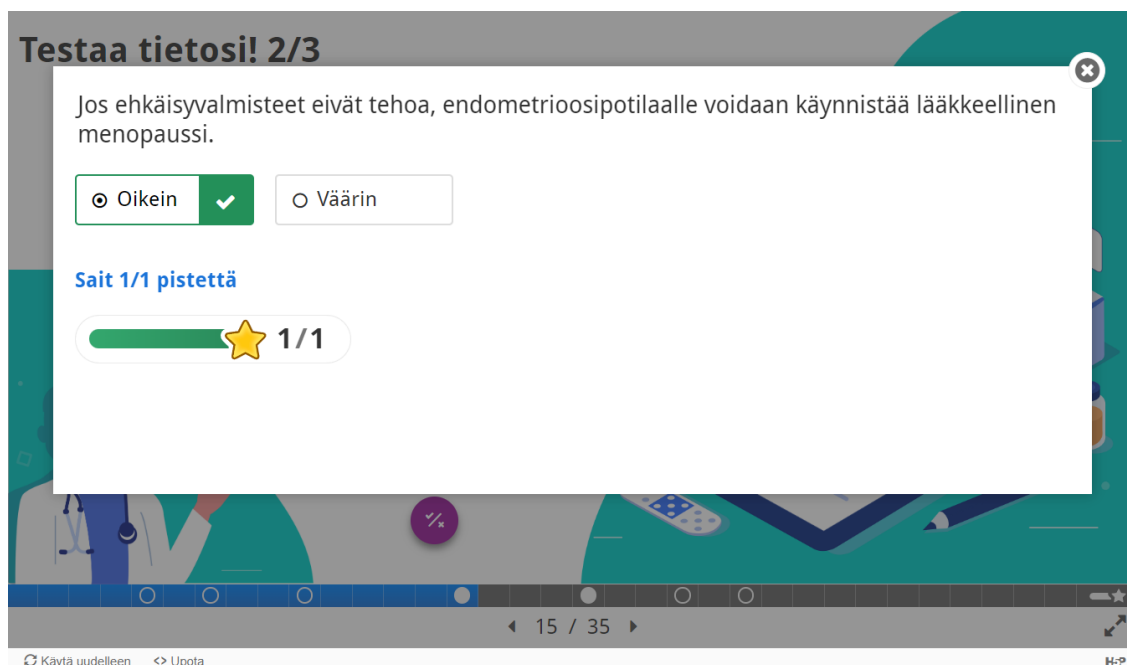 Testaa tietosi! 2/3
Jos ehkäisyvalmisteet eivät tehoa, endometrioosipotilaalle voidaan käynnistää lääkkeellinen
menopaussi.
Oikein
Väärin
Sait 1/1 pistettä
1/1
15 / 35
Käytä uudelleen
Upota
H5P